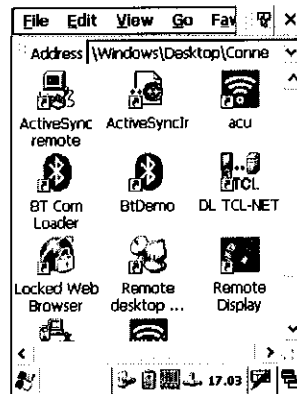 File Edit View Go Fav
Address \Windows\Desktop\Conne
ActiveSync remote
ActiveSyncIr
acu
BT Com Loader
BtDemo
TCL
DL TCL-NET
Locked Web Browser
Remote desktop ...
Remote Display
17.03